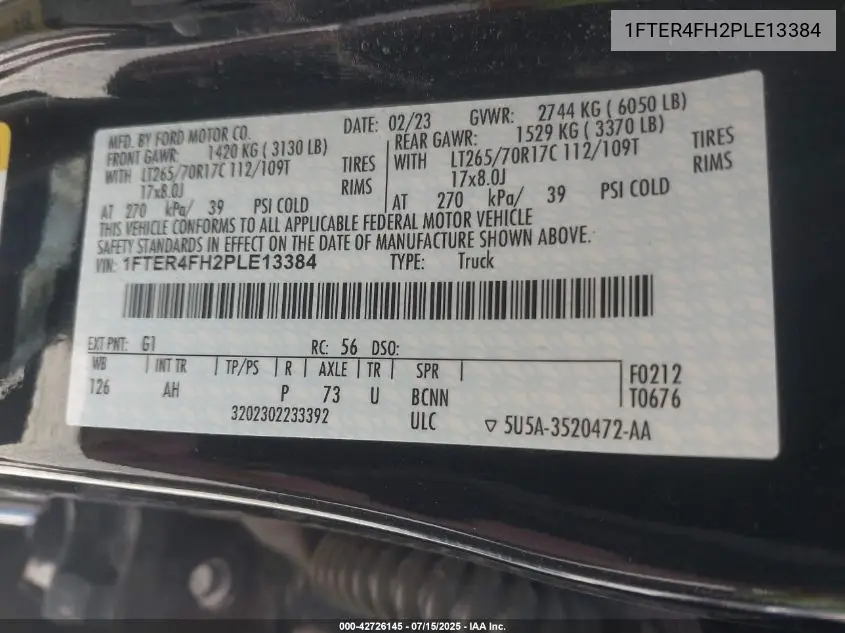 1FTER4FH2PLE13384
MFD. BY FORD MOTOR CO. DATE: 02/23 GVWR: 2744 KG ( 6050 LB)
FRONT GAWR: 1420 KG ( 3130 LB) REAR GAWR: 1529 KG ( 3370 LB)
WITH LT265/70R17C 112/109T TIRES WITH LT265/70R17C 112/109T TIRES
17x8.0J RIMS 17x8.0J RIMS
AT 270 kPa/ 39 PSI COLD AT 270 kPa/ 39 PSI COLD
THIS VEHICLE CONFORMS TO ALL APPLICABLE FEDERAL MOTOR VEHICLE
SAFETY STANDARDS IN EFFECT ON THE DATE OF MANUFACTURE SHOWN ABOVE.
VIN: 1FTER4FH2PLE13384 TYPE: Truck
EXT PNT: G1 RC: 56 DSO:
WB INT TR TP/PS R AXLE TR SPR F0212
126 AH P 73 U BCNN T0676
3202302233392 ULC ▽ 5U5A-3520472-AA
000-42726145 - 07/15/2025 - IAA Inc.